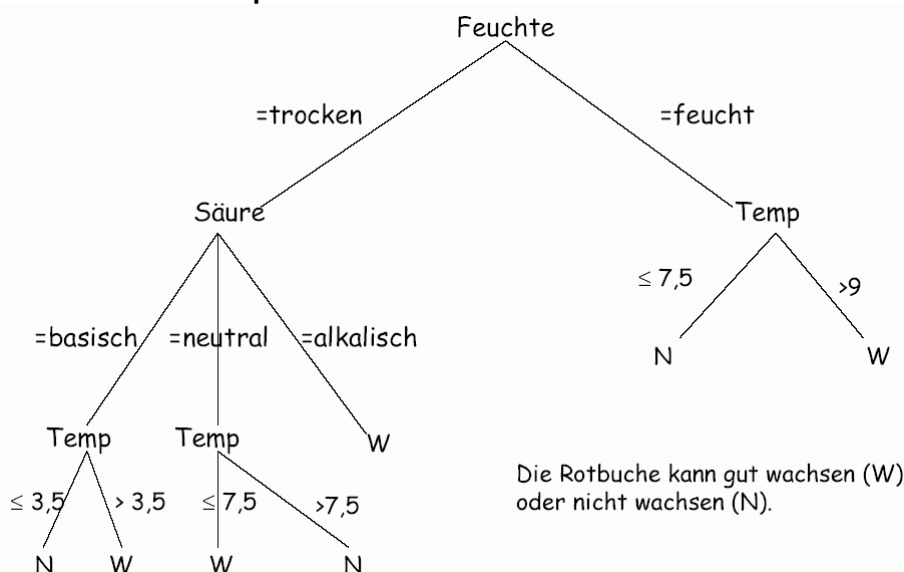 Feuchte
=trocken
=feucht
Säure
Temp
≤ 7,5
>9
=basisch
=neutral
=alkalisch
N
W
Temp
Temp
W
Die Rotbuche kann gut wachsen (W)
oder nicht wachsen (N).
≤ 3,5
> 3,5
≤ 7,5
>7,5
N
W
W
N